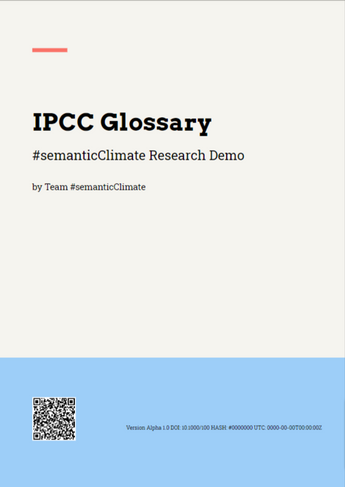 IPCC Glossary
#semanticClimate Research Demo
by Team #semanticClimate
Version Alpha 1.0 DOI: 10.1000/100 HASH: #0000000 UTC: 0000-00-00T00:00:00Z